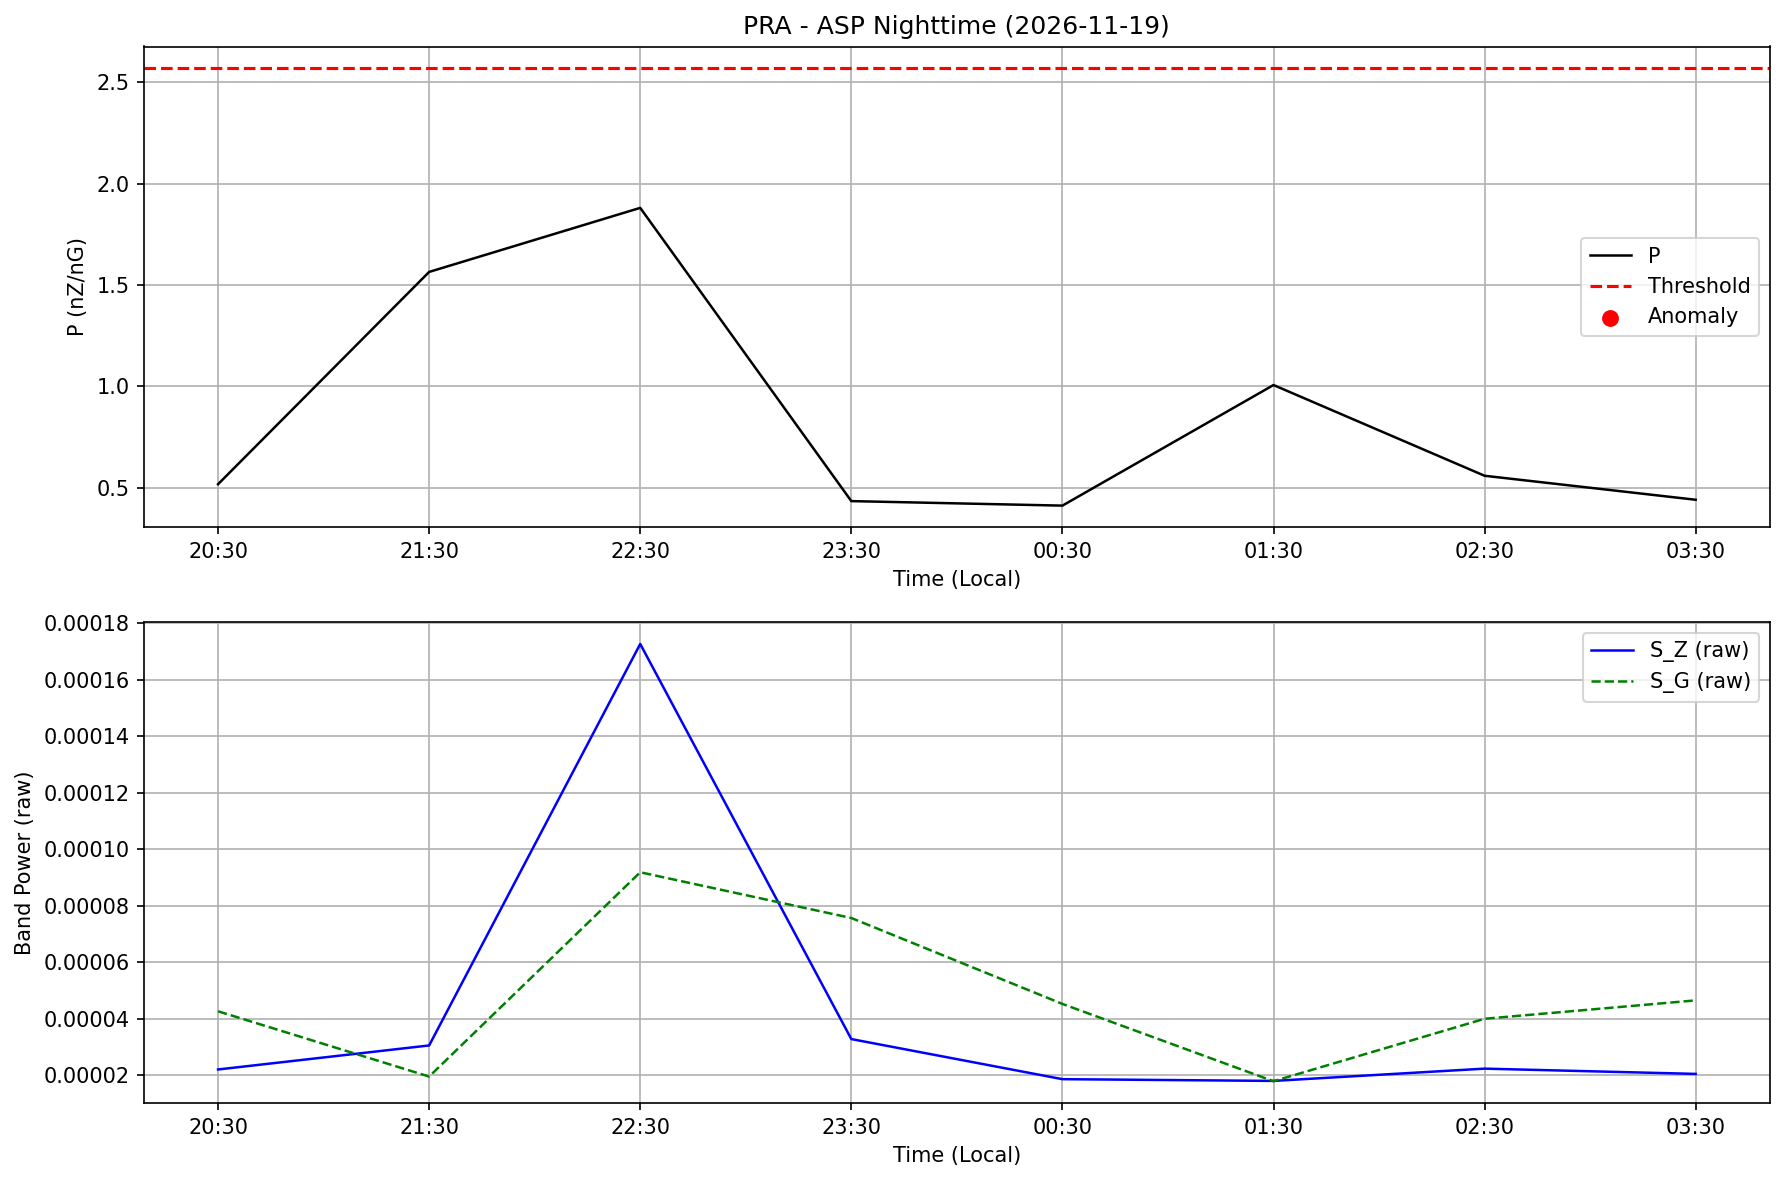 PRA - ASP Nighttime (2026-11-19)
P (nZ/nG)
2.5
2.0
1.5
1.0
0.5
P
Threshold
Anomaly
20:30 21:30 22:30 23:30 00:30 01:30 02:30 03:30
Time (Local)
Band Power (raw)
0.00018
0.00016
0.00014
0.00012
0.00010
0.00008
0.00006
0.00004
0.00002
S_Z (raw)
S_G (raw)
20:30 21:30 22:30 23:30 00:30 01:30 02:30 03:30
Time (Local)